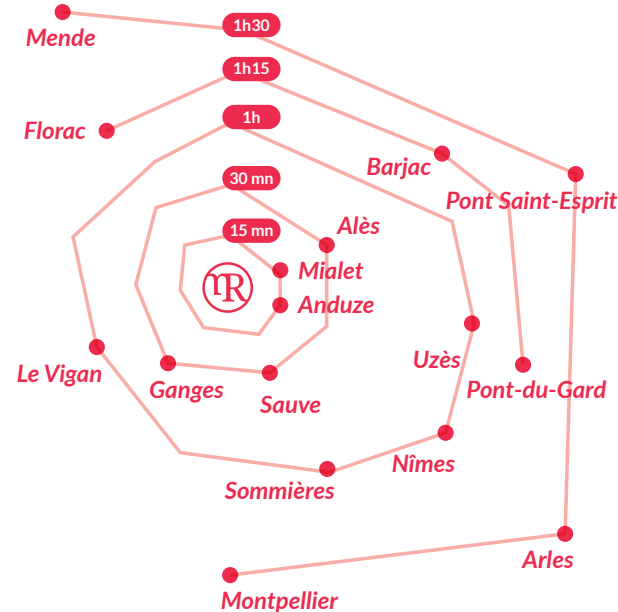 1h30
Mende
1h15
1h
Florac
Barjac
30 mn
Pont Saint-Esprit
Alès
15 mn
Mialet
mR
Anduze
Uzès
Le Vigan
Ganges
Pont-du-Gard
Sauve
Nîmes
Sommières
Arles
Montpellier